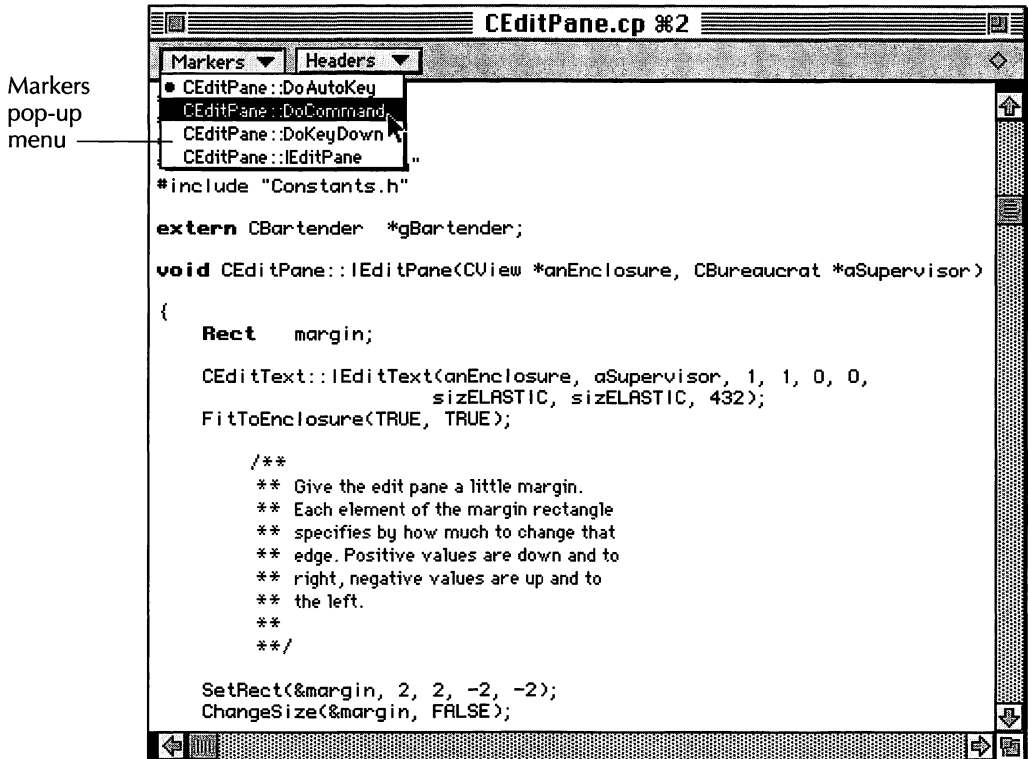 CEditPane.cp ⌘2
Markers ▼ Headers ▼
Markers
pop-up
menu
• CEditPane::DoAutoKey
CEditPane::DoCommand
CEditPane::DoKeyDown
CEditPane::IEditPane
"
#include "Constants.h"
extern CBartender *gBartender;
void CEditPane::IEditPane(CView *anEnclosure, CBureaucrat *aSupervisor)
{
Rect margin;
CEditText::IEditText(anEnclosure, aSupervisor, 1, 1, 0, 0,
sizELASTIC, sizELASTIC, 432);
FitToEnclosure(TRUE, TRUE);
/**
** Give the edit pane a little margin.
** Each element of the margin rectangle
** specifies by how much to change that
** edge. Positive values are down and to
** right, negative values are up and to
** the left.
**
**/
SetRect(&margin, 2, 2, -2, -2);
ChangeSize(&margin, FALSE);